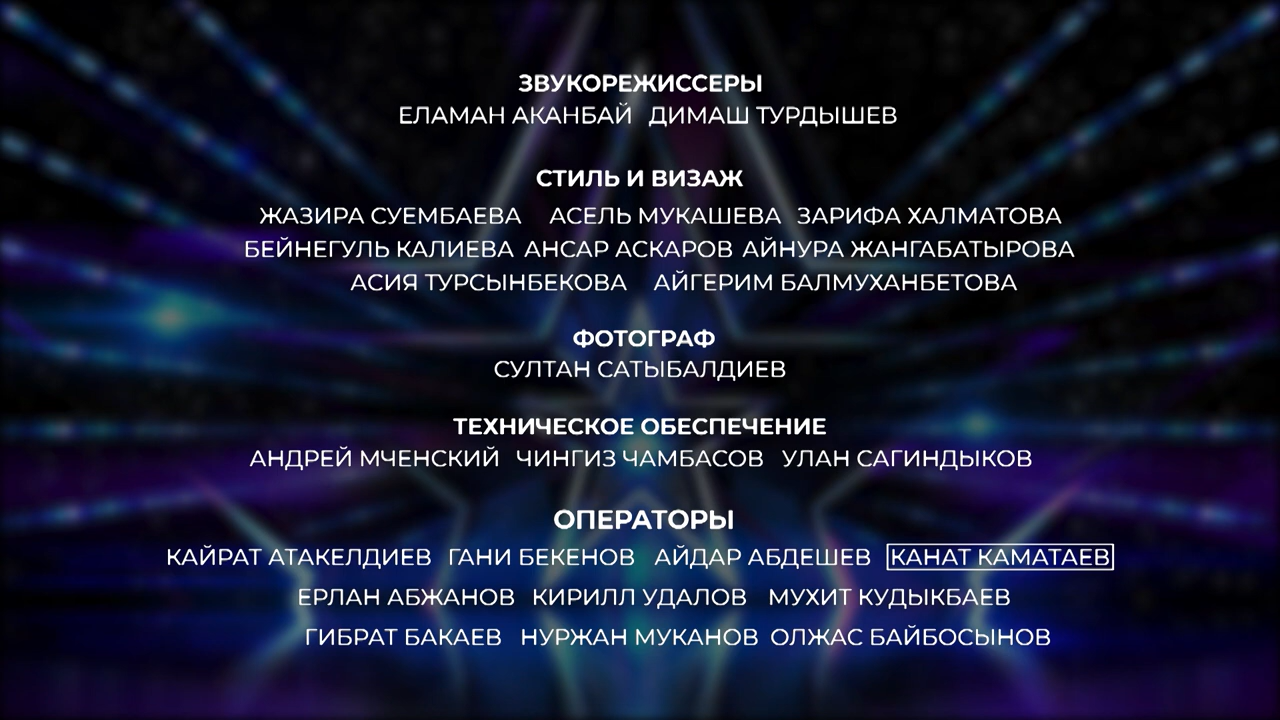 ЗВУКОРЕЖИССЕРЫ
ЕЛАМАН АКАНБАЙ ДИМАШ ТУРДЫШЕВ
СТИЛЬ И ВИЗАЖ
ЖАЗИРА СУЕМБАЕВА АСЕЛЬ МУКАШЕВА ЗАРИФА ХАЛМАТОВА
БЕЙНЕГУЛЬ КАЛИЕВА АНСАР АСКАРОВ АЙНУРА ЖАНГАБАТЫРОВА
АСИЯ ТУРСЫНБЕКОВА АЙГЕРИМ БАЛМУХАНБЕТОВА
ФОТОГРАФ
СУЛТАН САТЫБАЛДИЕВ
ТЕХНИЧЕСКОЕ ОБЕСПЕЧЕНИЕ
АНДРЕЙ МЧЕНСКИЙ ЧИНГИЗ ЧАМБАСОВ УЛАН САГИНДЫКОВ
ОПЕРАТОРЫ
КАЙРАТ АТАКЕЛДИЕВ ГАНИ БЕКЕНОВ АЙДАР АБДЕШЕВ КАНАТ КАМАТАЕВ
ЕРЛАН АБЖАНОВ КИРИЛЛ УДАЛОВ МУХИТ КУДЫКБАЕВ
ГИБРАТ БАКАЕВ НУРЖАН МУКАНОВ ОЛЖАС БАЙБОСЫНОВ